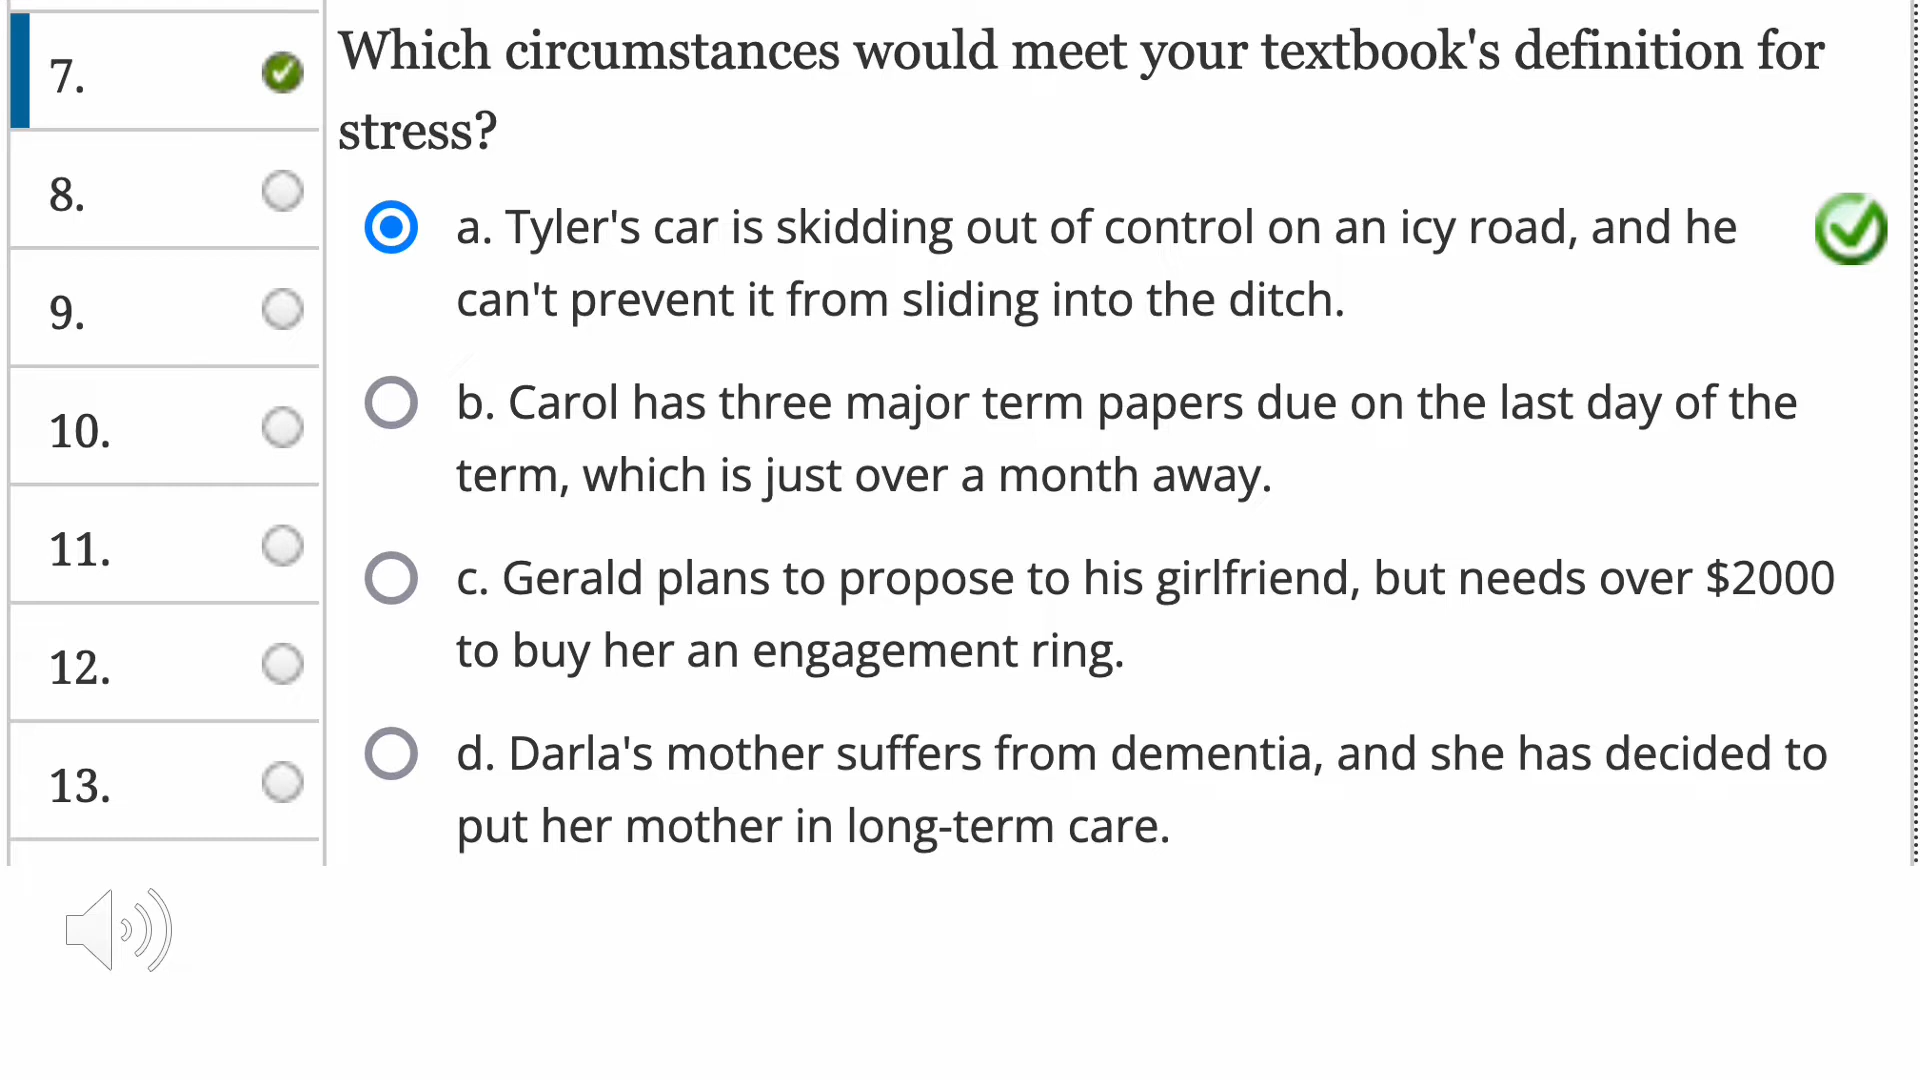 7.
8.
9.
10.
11.
12.
13.
Which circumstances would meet your textbook's definition for
stress?
a. Tyler's car is skidding out of control on an icy road, and he
can't prevent it from sliding into the ditch.
b. Carol has three major term papers due on the last day of the
term, which is just over a month away.
c. Gerald plans to propose to his girlfriend, but needs over $2000
to buy her an engagement ring.
d. Darla's mother suffers from dementia, and she has decided to
put her mother in long-term care.